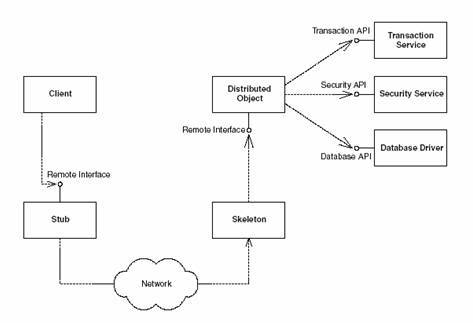 Transaction API
Transaction
Service
Client
Distributed
Object
Security API
Security Service
Remote Interface
Database API
Database Driver
Remote Interface
Stub
Skeleton
Network